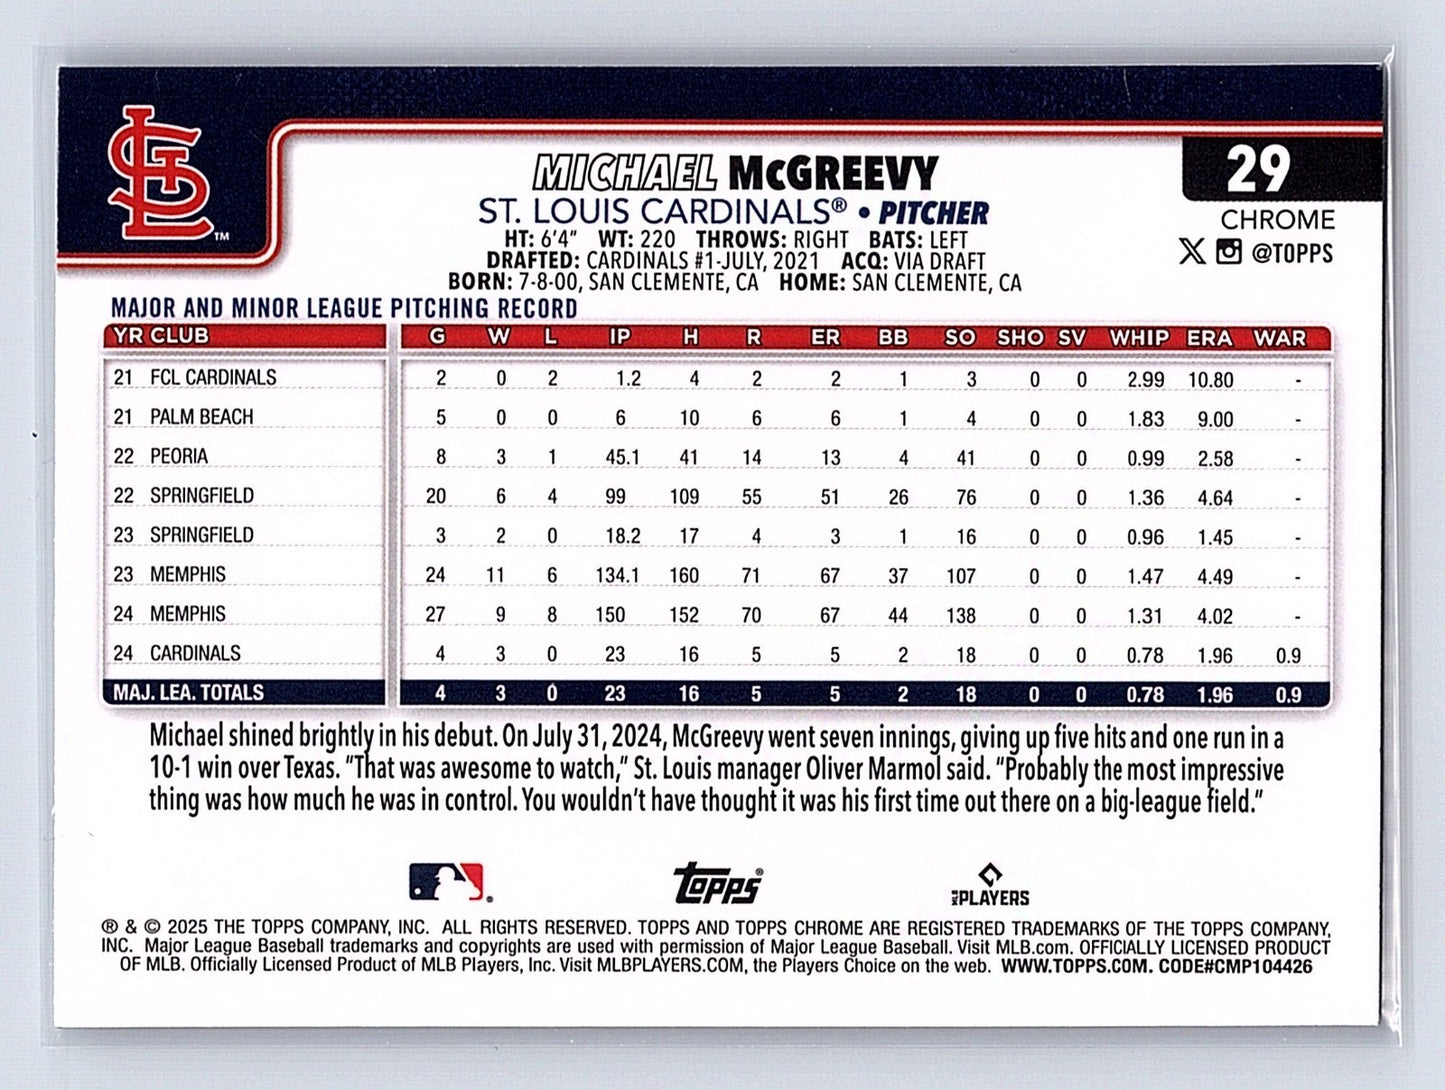 29
MICHAEL McGREEVY
ST. LOUIS CARDINALS® • PITCHER
CHROME
HT: 6'4" WT: 220 THROWS: RIGHT BATS: LEFT
@TOPPS
DRAFTED: CARDINALS #1-JULY, 2021 ACQ: VIA DRAFT
BORN: 7-8-00, SAN CLEMENTE, CA HOME: SAN CLEMENTE, CA
STL ™
MAJOR AND MINOR LEAGUE PITCHING RECORD
YR CLUB G W L IP H R ER BB SO SHO SV WHIP ERA WAR
21 FCL CARDINALS 2 0 2 1.2 4 2 2 1 3 0 0 2.99 10.80 -
21 PALM BEACH 5 0 0 6 10 6 6 1 4 0 0 1.83 9.00 -
22 PEORIA 8 3 1 45.1 41 14 13 4 41 0 0 0.99 2.58 -
22 SPRINGFIELD 20 6 4 99 109 55 51 26 76 0 0 1.36 4.64 -
23 SPRINGFIELD 3 2 0 18.2 17 4 3 1 16 0 0 0.96 1.45 -
23 MEMPHIS 24 11 6 134.1 160 71 67 37 107 0 0 1.47 4.49 -
24 MEMPHIS 27 9 8 150 152 70 67 44 138 0 0 1.31 4.02 -
24 CARDINALS 4 3 0 23 16 5 5 2 18 0 0 0.78 1.96 0.9
MAJ. LEA. TOTALS 4 3 0 23 16 5 5 2 18 0 0 0.78 1.96 0.9
Michael shined brightly in his debut. On July 31, 2024, McGreevy went seven innings, giving up five hits and one run in a
10-1 win over Texas. "That was awesome to watch," St. Louis manager Oliver Marmol said. "Probably the most impressive
thing was how much he was in control. You wouldn't have thought it was his first time out there on a big-league field."
Topps®
MLB PLAYERS
® & © 2025 THE TOPPS COMPANY, INC. ALL RIGHTS RESERVED. TOPPS AND TOPPS CHROME ARE REGISTERED TRADEMARKS OF THE TOPPS COMPANY,
INC. Major League Baseball trademarks and copyrights are used with permission of Major League Baseball. Visit MLB.com. OFFICIALLY LICENSED PRODUCT
OF MLB. Officially Licensed Product of MLB Players, Inc. Visit MLBPLAYERS.COM, the Players Choice on the web. WWW.TOPPS.COM. CODE#CMP104426